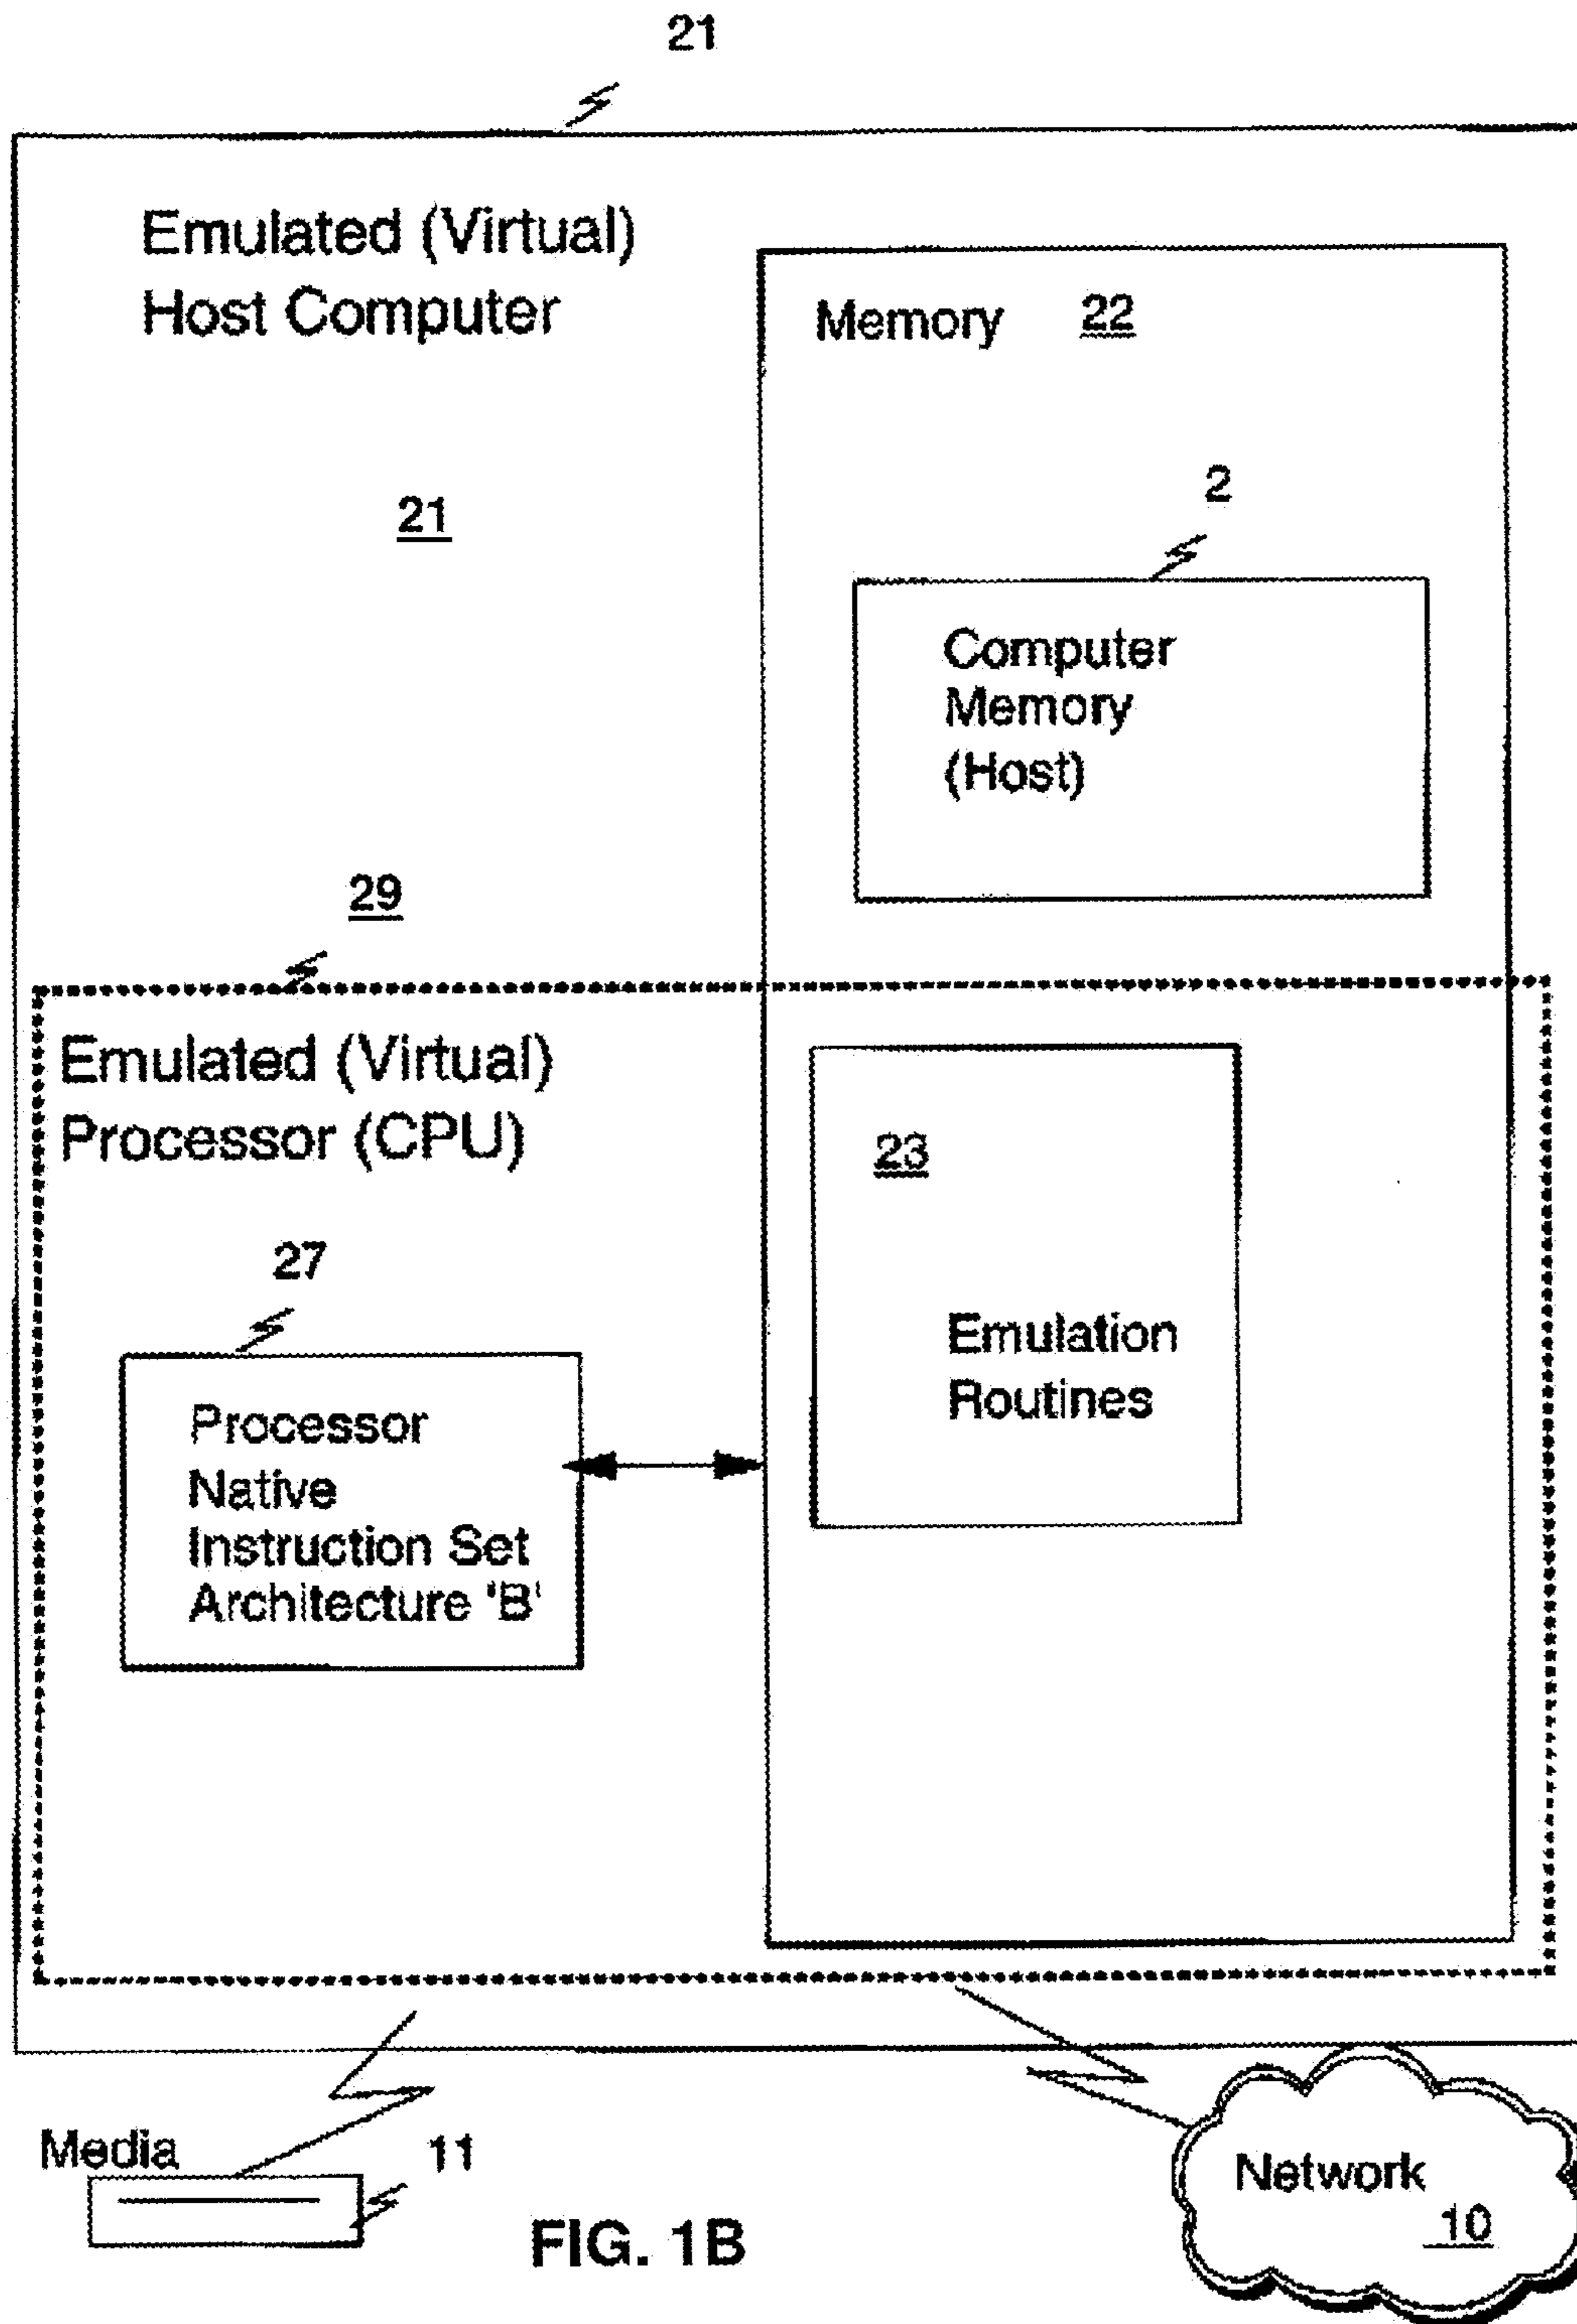 21
Emulated (Virtual)
Host Computer
Memory 22
21
2
Computer
Memory
(Host)
29
Emulated (Virtual)
Processor (CPU)
23
27
Emulation
Routines
Processor
Native
Instruction Set
Architecture 'B'
Media
11
Network
10
FIG. 1B